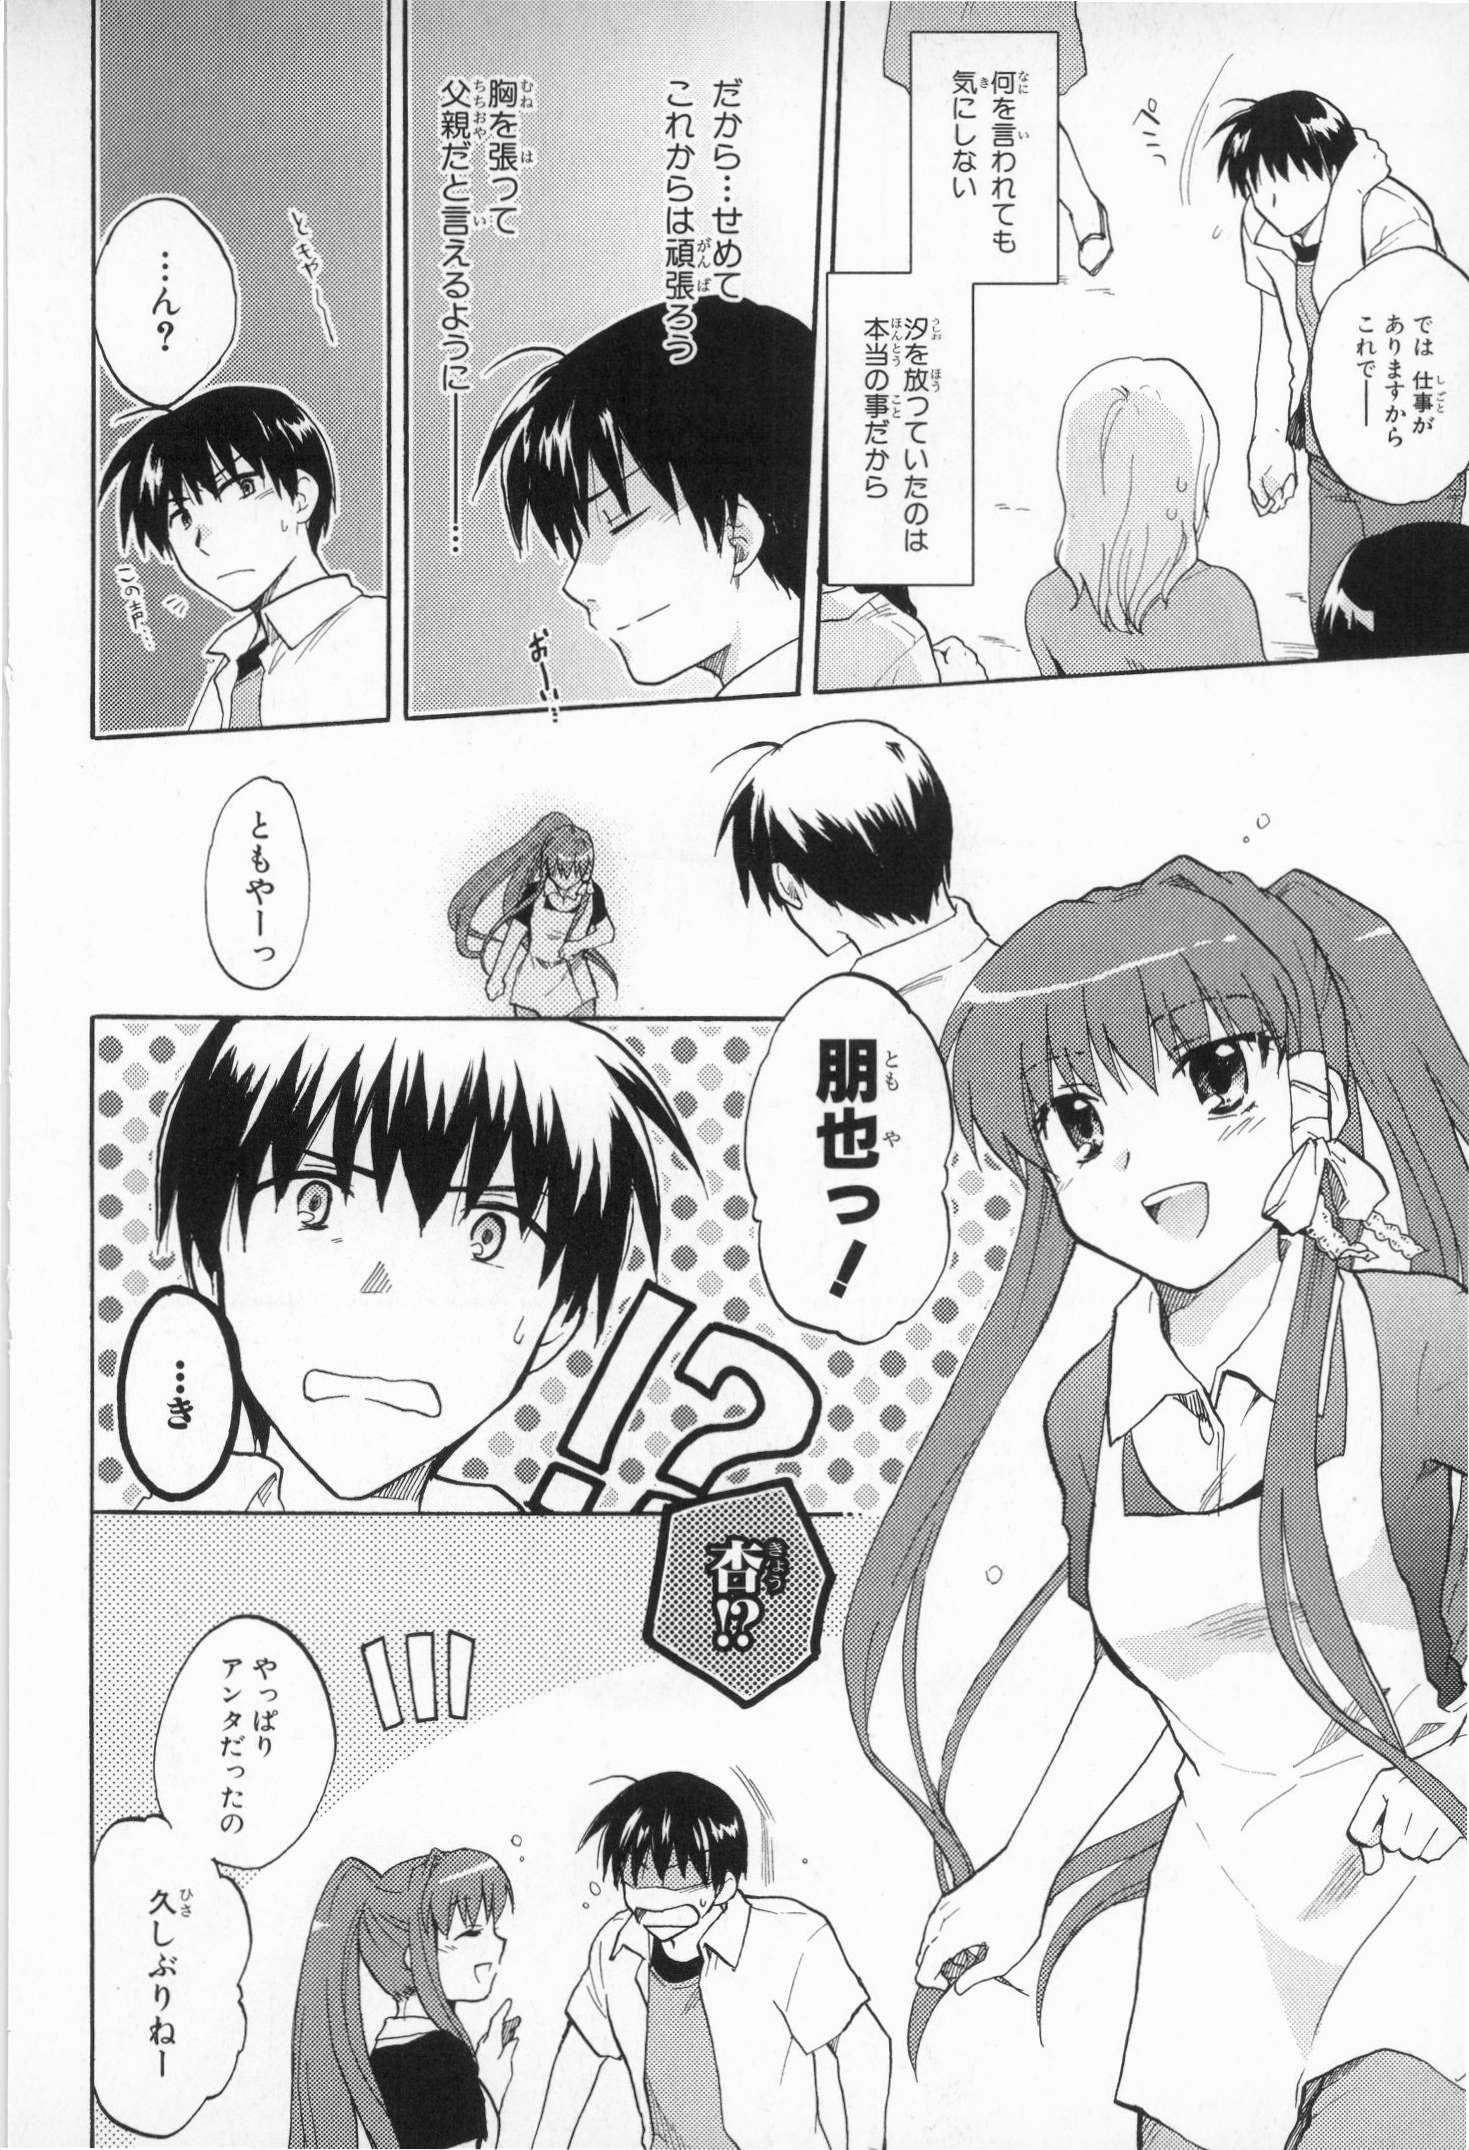 ペコッ
では 仕事が
ありますから
これで――
何を言われても
気にしない
汐を放っていたのは
本当の事だから
だから…せめて
これからは頑張ろう
胸を張って
父親だと言えるように――……
おーい…
ともやー
…ん?
この声…
ともやーっ
朋也っ!
!?
…き
杏!?
やっぱり
アンタだったの
久しぶりねー